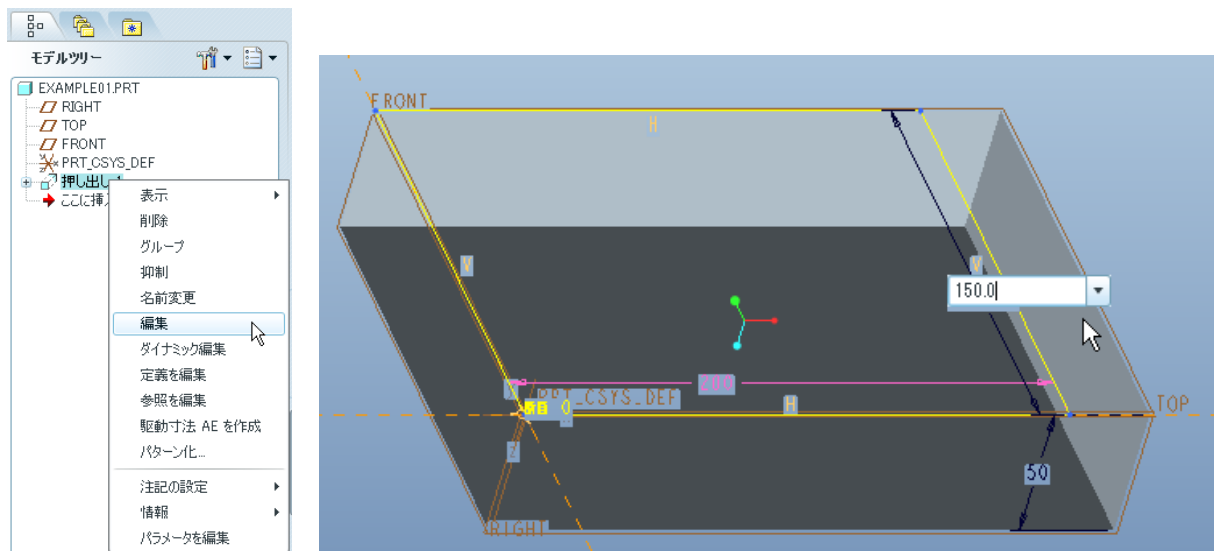 モデルツリー
EXAMPLE01.PRT
RIGHT
TOP
FRONT
PRT_CSYS_DEF
押し出し 1
ここに挿
表示
削除
グループ
抑制
名前変更
編集
ダイナミック編集
定義を編集
参照を編集
駆動寸法 AE を作成
パターン化...
注記の設定
情報
パラメータを編集
FRONT
H
V
V
150.0
200
PRT_CSYS_DEF
H
TOP
Z
50
RIGHT